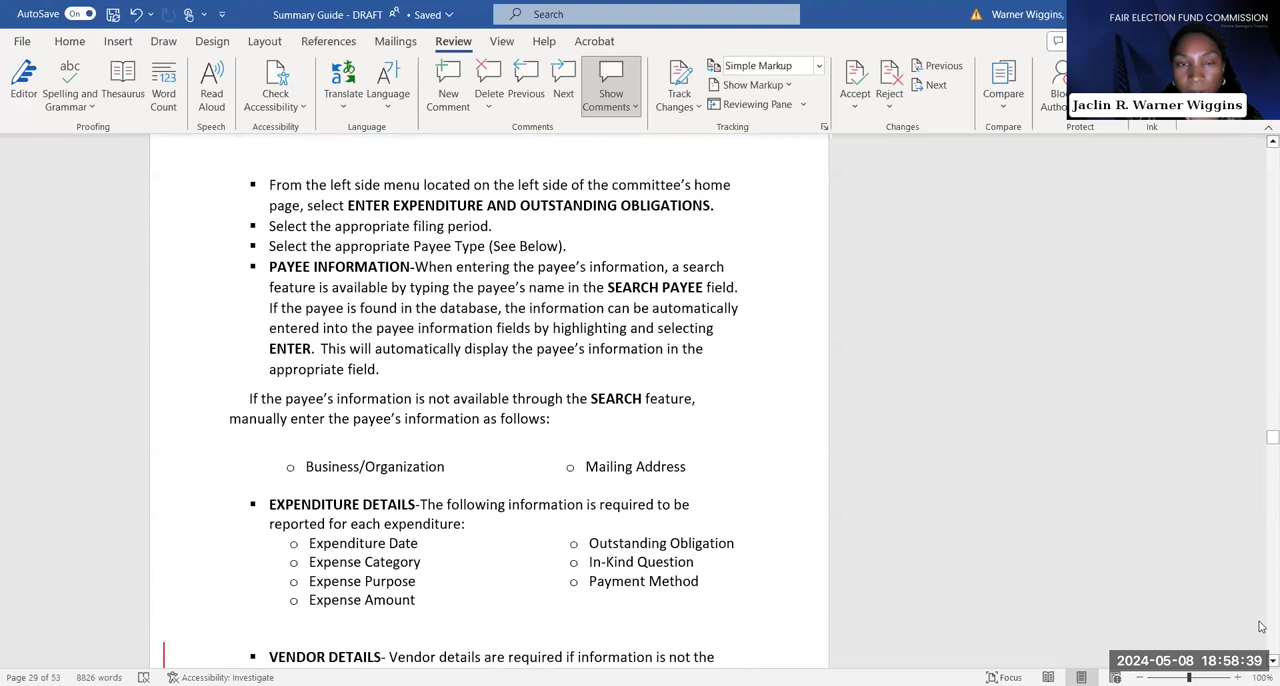 AutoSave On Summary Guide - DRAFT • Saved Search Warner Wiggins, FAIR ELECTION FUND COMMISSION
File Home Insert Draw Design Layout References Mailings Review View Help Acrobat
Editor Spelling and Grammar Thesaurus Word Count Read Aloud Check Accessibility Translate Language New Comment Delete Previous Next Show Comments Track Changes Simple Markup Show Markup Reviewing Pane Accept Reject Previous Next Compare
Jaclin R. Warner Wiggins
Proofing Speech Accessibility Language Comments Tracking Changes Compare Protect Ink
▪ From the left side menu located on the left side of the committee's home
page, select ENTER EXPENDITURE AND OUTSTANDING OBLIGATIONS.
▪ Select the appropriate filing period.
▪ Select the appropriate Payee Type (See Below).
▪ PAYEE INFORMATION-When entering the payee's information, a search
feature is available by typing the payee's name in the SEARCH PAYEE field.
If the payee is found in the database, the information can be automatically
entered into the payee information fields by highlighting and selecting
ENTER. This will automatically display the payee's information in the
appropriate field.
If the payee's information is not available through the SEARCH feature,
manually enter the payee's information as follows:
o Business/Organization o Mailing Address
▪ EXPENDITURE DETAILS-The following information is required to be
reported for each expenditure:
o Expenditure Date o Outstanding Obligation
o Expense Category o In-Kind Question
o Expense Purpose o Payment Method
o Expense Amount
▪ VENDOR DETAILS- Vendor details are required if information is not the
2024-05-08 18:58:39
Page 29 of 53 8826 words Accessibility: Investigate Focus 100%